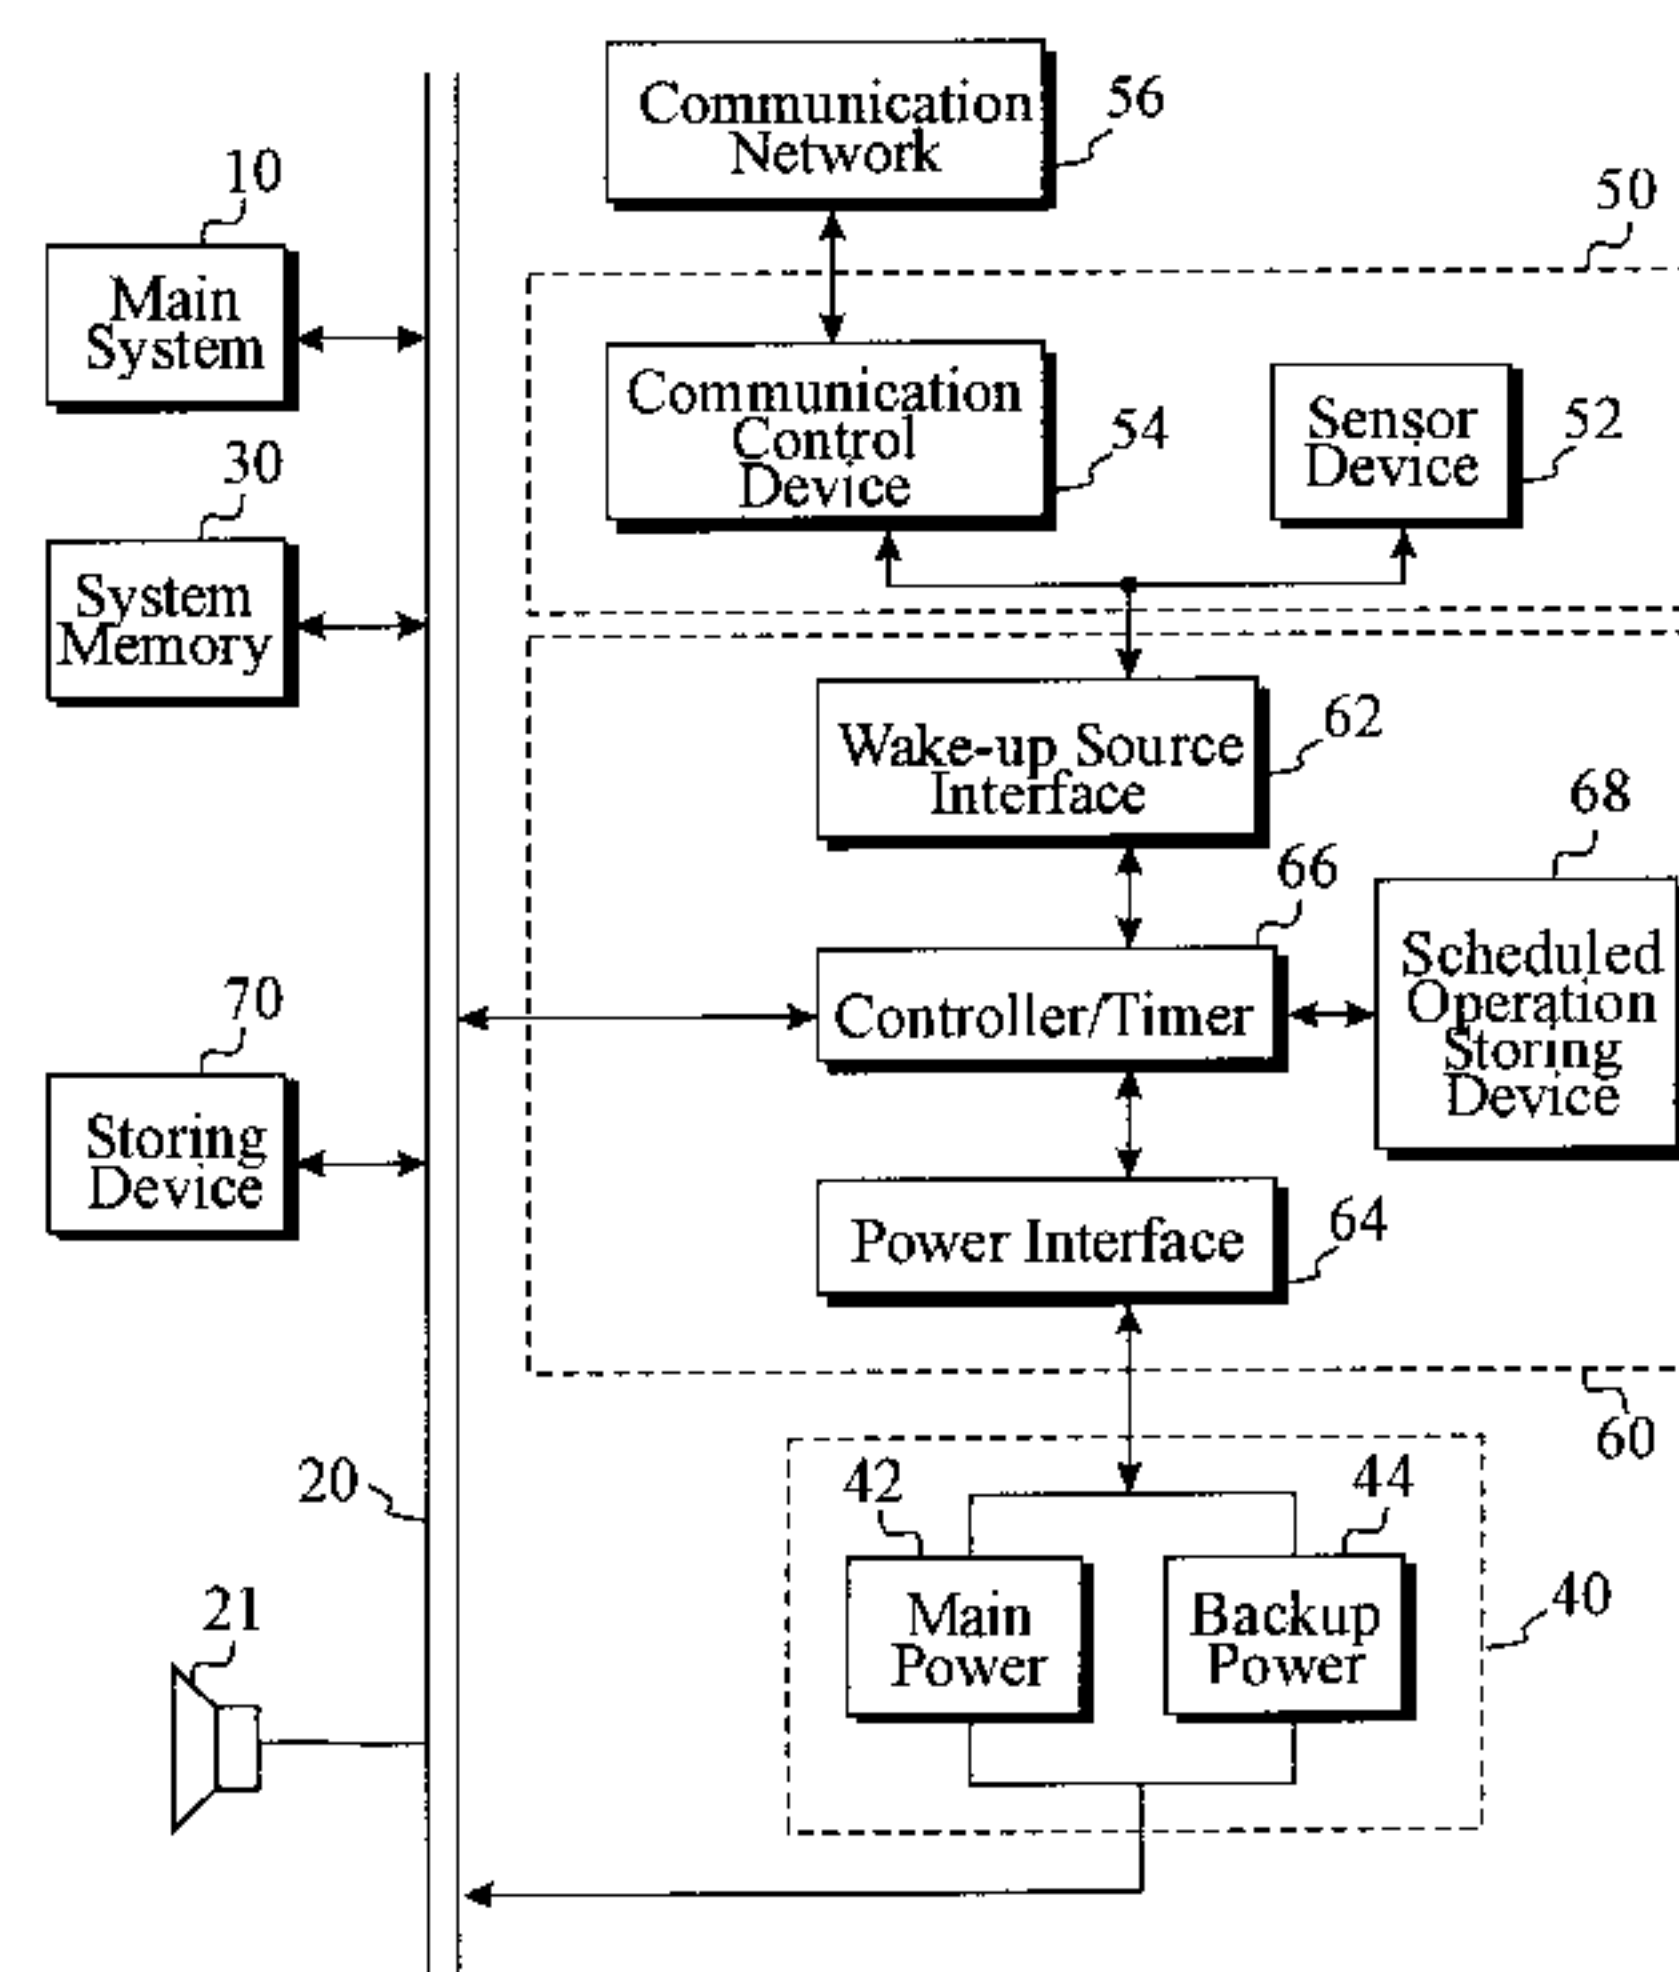 56
Communication
Network
10
50
Main
System
Communication
Control
Device
54
Sensor
Device
52
30
System
Memory
62
Wake-up Source
Interface
68
66
Scheduled
Operation
Storing
Device
70
Controller/Timer
Storing
Device
64
Power Interface
60
20
42
44
40
21
Main
Power
Backup
Power